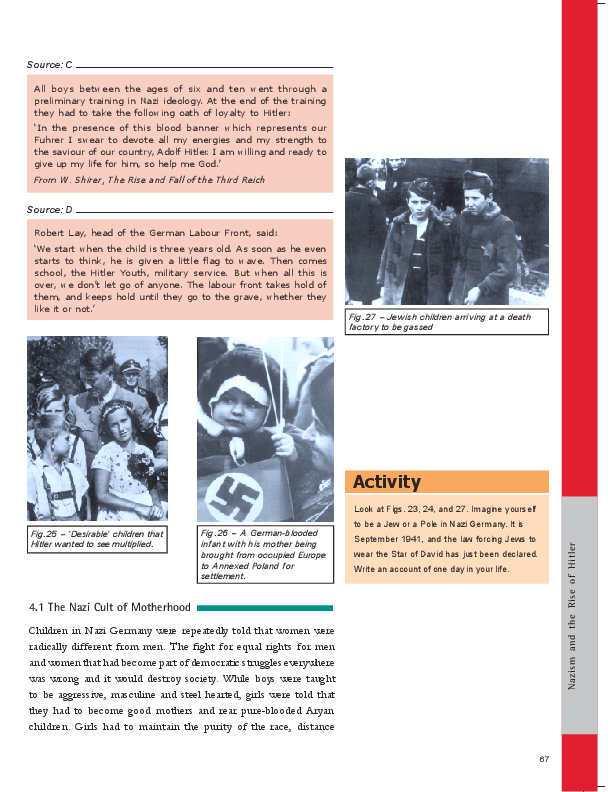 Source: C
All boys between the ages of six and ten went through a
preliminary training in Nazi ideology. At the end of the training
they had to take the following oath of loyalty to Hitler:
‘In the presence of this blood banner which represents our
Fuhrer I swear to devote all my energies and my strength to
the saviour of our country, Adolf Hitler. I am willing and ready to
give up my life for him, so help me God.’
From W. Shirer, The Rise and Fall of the Third Reich
Source: D
Robert Lay, head of the German Labour Front, said:
‘We start when the child is three years old. As soon as he even
starts to think, he is given a little flag to wave. Then comes
school, the Hitler Youth, military service. But when all this is
over, we don’t let go of anyone. The labour front takes hold of
them, and keeps hold until they go to the grave, whether they
like it or not.’
Fig.25 – ‘Desirable’ children that
Hitler wanted to see multiplied.
Fig.26 – A German-blooded
infant with his mother being
brought from occupied Europe
to Annexed Poland for
settlement.
4.1 The Nazi Cult of Motherhood
Children in Nazi Germany were repeatedly told that women were
radically different from men. The fight for equal rights for men
and women that had become part of democratic struggles everywhere
was wrong and it would destroy society. While boys were taught
to be aggressive, masculine and steel hearted, girls were told that
they had to become good mothers and rear pure-blooded Aryan
children. Girls had to maintain the purity of the race, distance
Fig.27 – Jewish children arriving at a death
factory to be gassed
Activity
Look at Figs. 23, 24, and 27. Imagine yourself
to be a Jew or a Pole in Nazi Germany. It is
September 1941, and the law forcing Jews to
wear the Star of David has just been declared.
Write an account of one day in your life.
Nazism and the Rise of Hitler
67